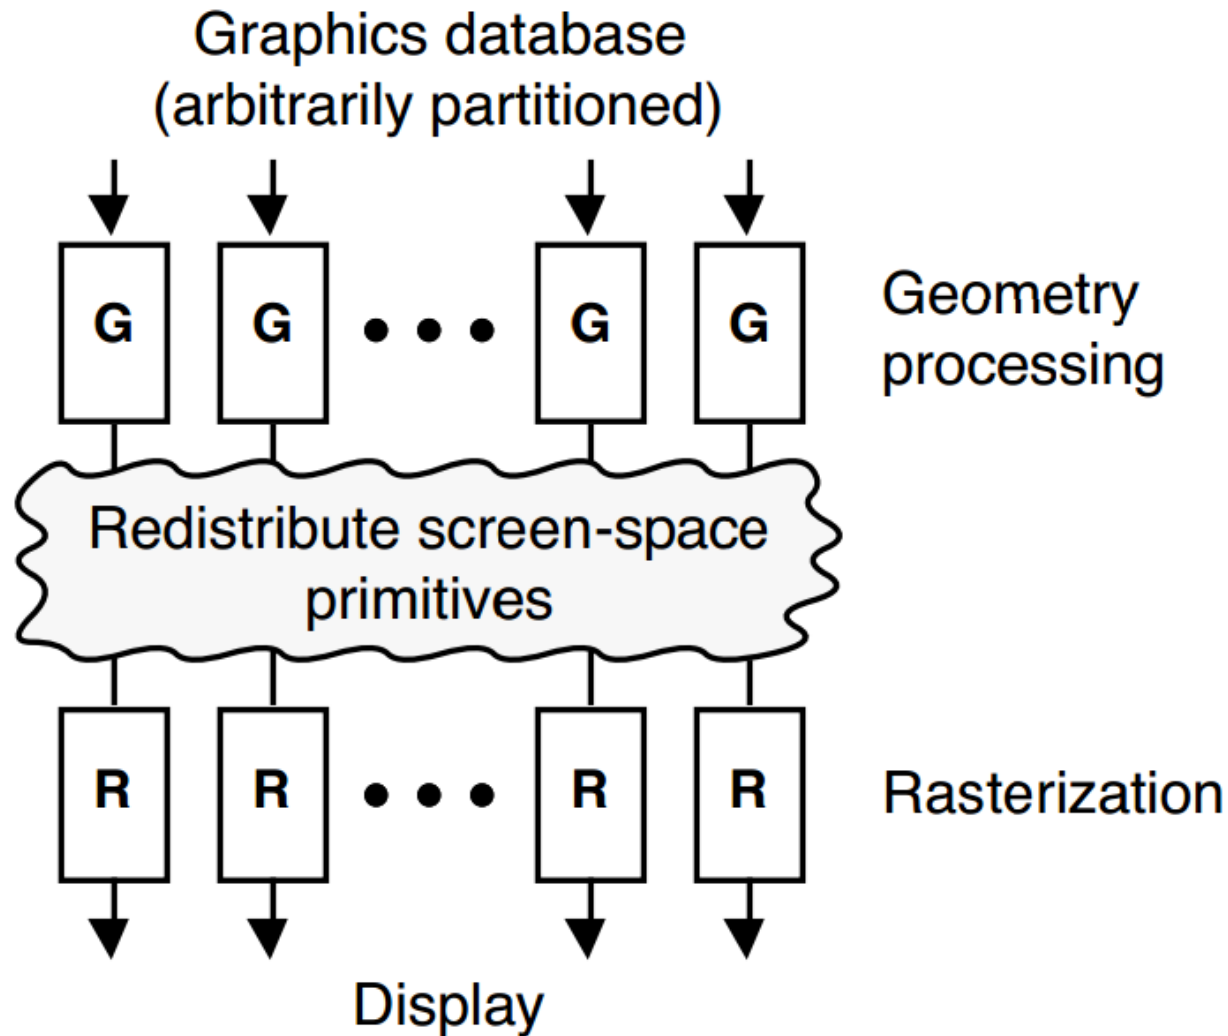 Graphics database
(arbitrarily partitioned)
G G G G
Geometry
processing
Redistribute screen-space
primitives
R R R R
Rasterization
Display